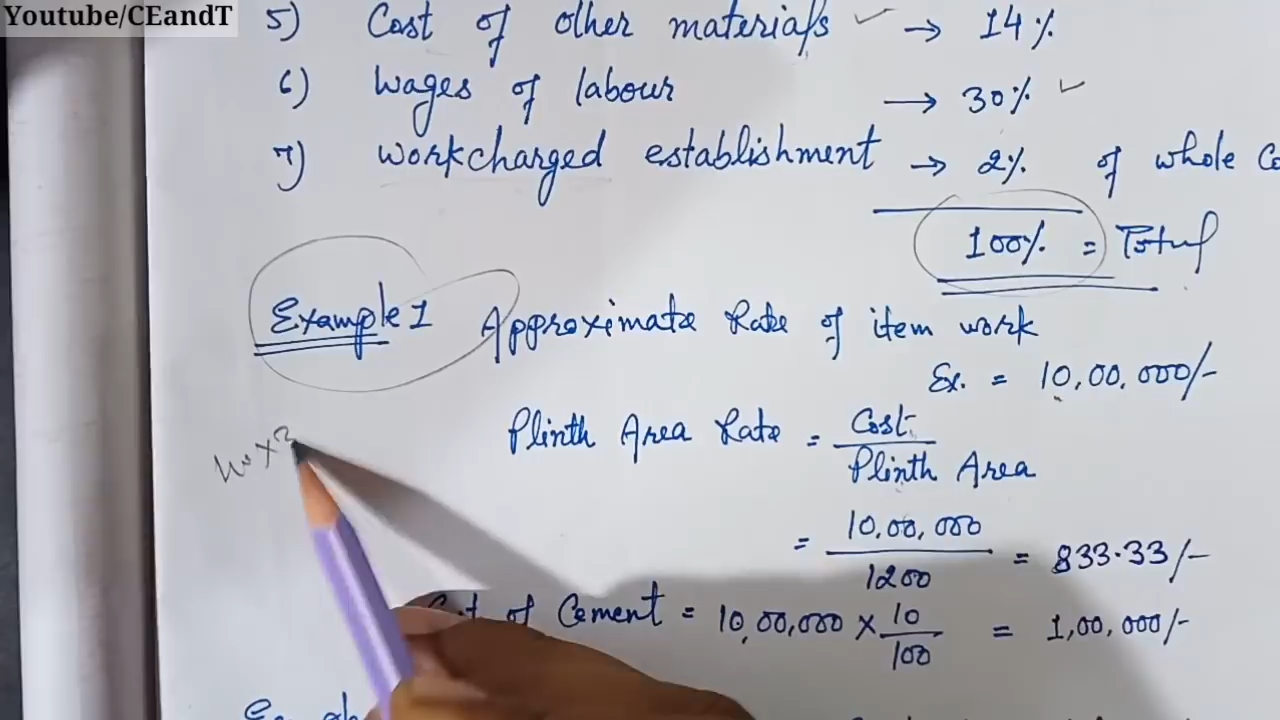 Youtube/CEandT
5) Cost of other materials → 14%
6) Wages of labour → 30%
7) workcharged establishment → 2% of whole
100% = Total
Example 1 Approximate Rate of item work
Ex. = 10,00,000/-
Plinth Area Rate = Cost / Plinth Area
= 10,00,000 / 1200 = 833.33/-
of Cement = 10,00,000 × 10/100 = 1,00,000/-